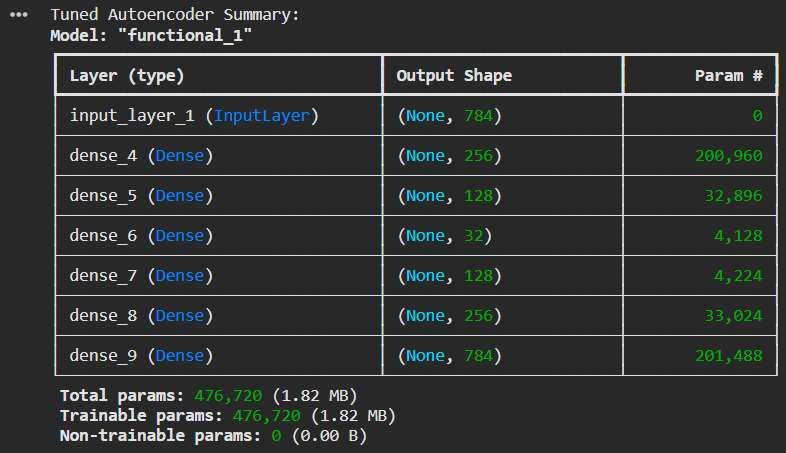 Tuned Autoencoder Summary:
Model: "functional_1"
Layer (type) Output Shape Param #
input_layer_1 (InputLayer) (None, 784) 0
dense_4 (Dense) (None, 256) 200,960
dense_5 (Dense) (None, 128) 32,896
dense_6 (Dense) (None, 32) 4,128
dense_7 (Dense) (None, 128) 4,224
dense_8 (Dense) (None, 256) 33,024
dense_9 (Dense) (None, 784) 201,488
Total params: 476,720 (1.82 MB)
Trainable params: 476,720 (1.82 MB)
Non-trainable params: 0 (0.00 B)